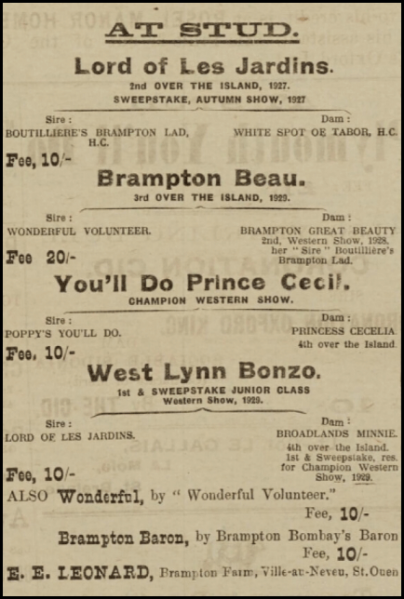 AT STUD.
Lord of Les Jardins.
2nd OVER THE ISLAND, 1927.
SWEEPSTAKE, AUTUMN SHOW, 1927
Sire : Dam :
BOUTILLIERE'S BRAMPTON LAD, H.C. WHITE SPOT OF TABOR, H.C.
Fee, 10/-
Brampton Beau.
3rd OVER THE ISLAND, 1929.
Sire : Dam :
WONDERFUL VOLUNTEER. BRAMPTON GREAT BEAUTY
2nd, Western Show, 1928,
her "Sire" Boutillière's
Fee 20/- Brampton Lad.
You'll Do Prince Cecil.
CHAMPION WESTERN SHOW.
Sire : Dam :
POPPY'S YOU'LL DO. PRINCESS CECELIA
4th over the Island
Fee, 10/-
West Lynn Bonzo.
1st & SWEEPSTAKE JUNIOR CLASS
Western Show, 1929.
Sire : Dam :
LORD OF LES JARDINS. BROADLANDS MINNIE.
4th over the Island.
1st & Sweepstake, res.
for Champion Western
Fee, 10/- Show, 1929.
ALSO Wonderful, by "Wonderful Volunteer."
Fee, 10/-
Brampton Baron, by Brampton Bombay's Baron
Fee, 10/-
E. E. LEONARD, Brampton Farm, Ville-au-Neveu, St.Ouen